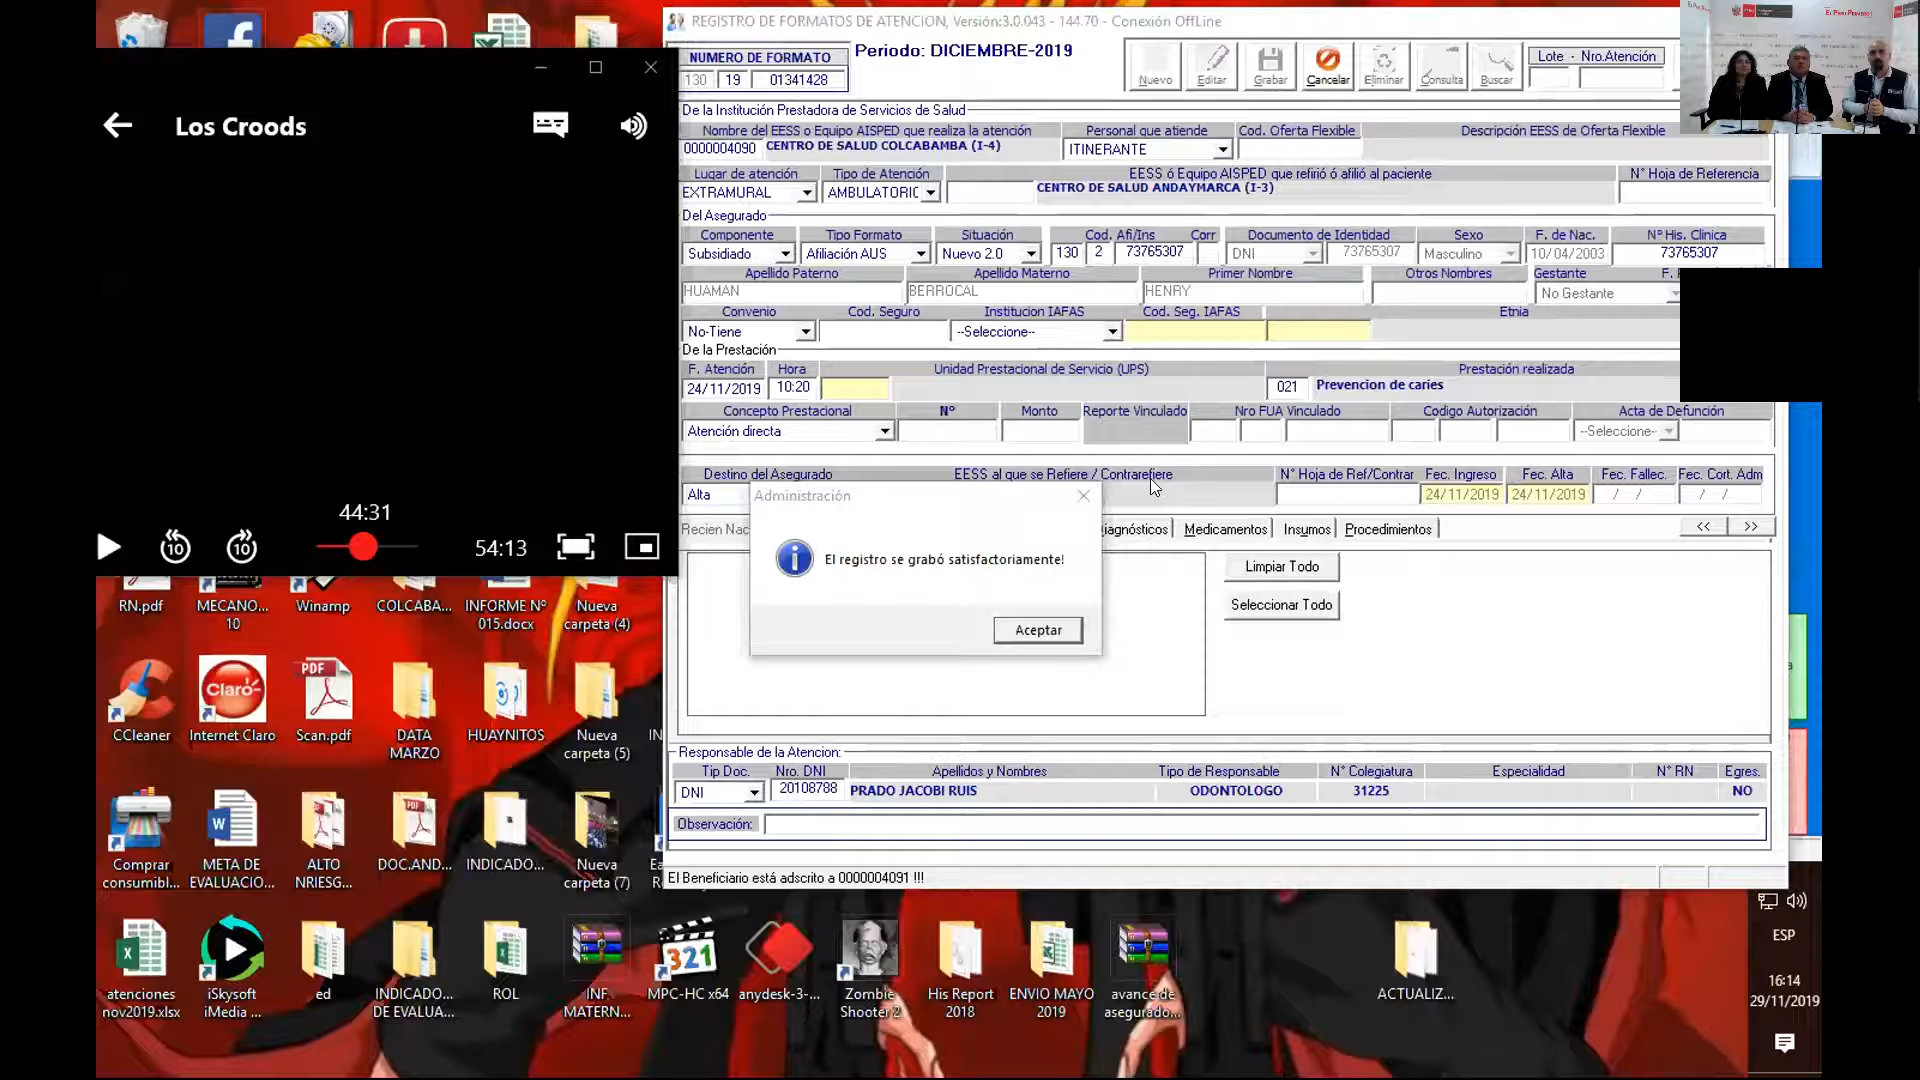 REGISTRO DE FORMATOS DE ATENCION, Versión:3.0.043 - 144.70 - Conexión OffLine
NUMERO DE FORMATO
Periodo: DICIEMBRE-2019
130 19 01341428
Nuevo Editar Grabar Cancelar Eliminar Consulta Buscar
Lote - Nro.Atención
De la Institución Prestadora de Servicios de Salud
Nombre del EESS o Equipo AISPED que realiza la atención Personal que atiende Cod. Oferta Flexible Descripción EESS de Oferta Flexible
0000004090 CENTRO DE SALUD COLCABAMBA (I-4) ITINERANTE
Lugar de atención Tipo de Atención EESS ó Equipo AISPED que refirió ó afilió al paciente N° Hoja de Referencia
EXTRAMURAL AMBULATORIC CENTRO DE SALUD ANDAYMARCA (I-3)
Del Asegurado
Componente Tipo Formato Situación Cod. Afi/Ins Corr Documento de Identidad Sexo F. de Nac. Nº His. Clinica
Subsidiado Afiliación AUS Nuevo 2.0 130 2 73765307 DNI 73765307 Masculino 10/04/2003 73765307
Apellido Paterno Apellido Materno Primer Nombre Otros Nombres Gestante F.
HUAMAN BERROCAL HENRY No Gestante
Convenio Cod. Seguro Institucion IAFAS Cod. Seg. IAFAS Etnia
No-Tiene --Seleccione--
De la Prestación
F. Atención Hora Unidad Prestacional de Servicio (UPS) Prestación realizada
24/11/2019 10:20 021 Prevencion de caries
Concepto Prestacional Nº Monto Reporte Vinculado Nro FUA Vinculado Codigo Autorización Acta de Defunción
Atención directa --Seleccione-
Destino del Asegurado EESS al que se Refiere / Contrarefiere N° Hoja de Ref/Contrar Fec. Ingreso Fec. Alta Fec. Fallec. Fec. Cort. Adm
Alta 24/11/2019 24/11/2019 / / / /
Recien Nac iagnósticos Medicamentos Insumos Procedimientos << >>
Administración
El registro se grabó satisfactoriamente!
Aceptar
Limpiar Todo
Seleccionar Todo
Responsable de la Atencion:
Tip Doc. Nro. DNI Apellidos y Nombres Tipo de Responsable N° Colegiatura Especialidad N° RN Egres.
DNI 20108788 PRADO JACOBI RUIS ODONTOLOGO 31225 NO
Observación:
El Beneficiario está adscrito a 0000004091 !!!
Los Croods
44:31
10 10 54:13
RN.pdf MECANO... 10 Winamp COLCABA... INFORME Nº 015.docx Nueva carpeta (4)
Claro
PDF
CCleaner Internet Claro Scan.pdf DATA MARZO HUAYNITOS Nueva carpeta (5) IN
Comprar consumibl... META DE EVALUACIO... ALTO NRIESG... DOC.AND... INDICADO... Nueva carpeta (7)
321
atenciones nov2019.xlsx iSkysoft iMedia ... ed INDICADO... DE EVALUA... ROL INF. MATERN... MPC-HC x64 anydesk-3-... Zombie Shooter 2 His Report 2018 ENVIO MAYO 2019 avance de asegurado... ACTUALIZ...
ESP
16:14
29/11/2019